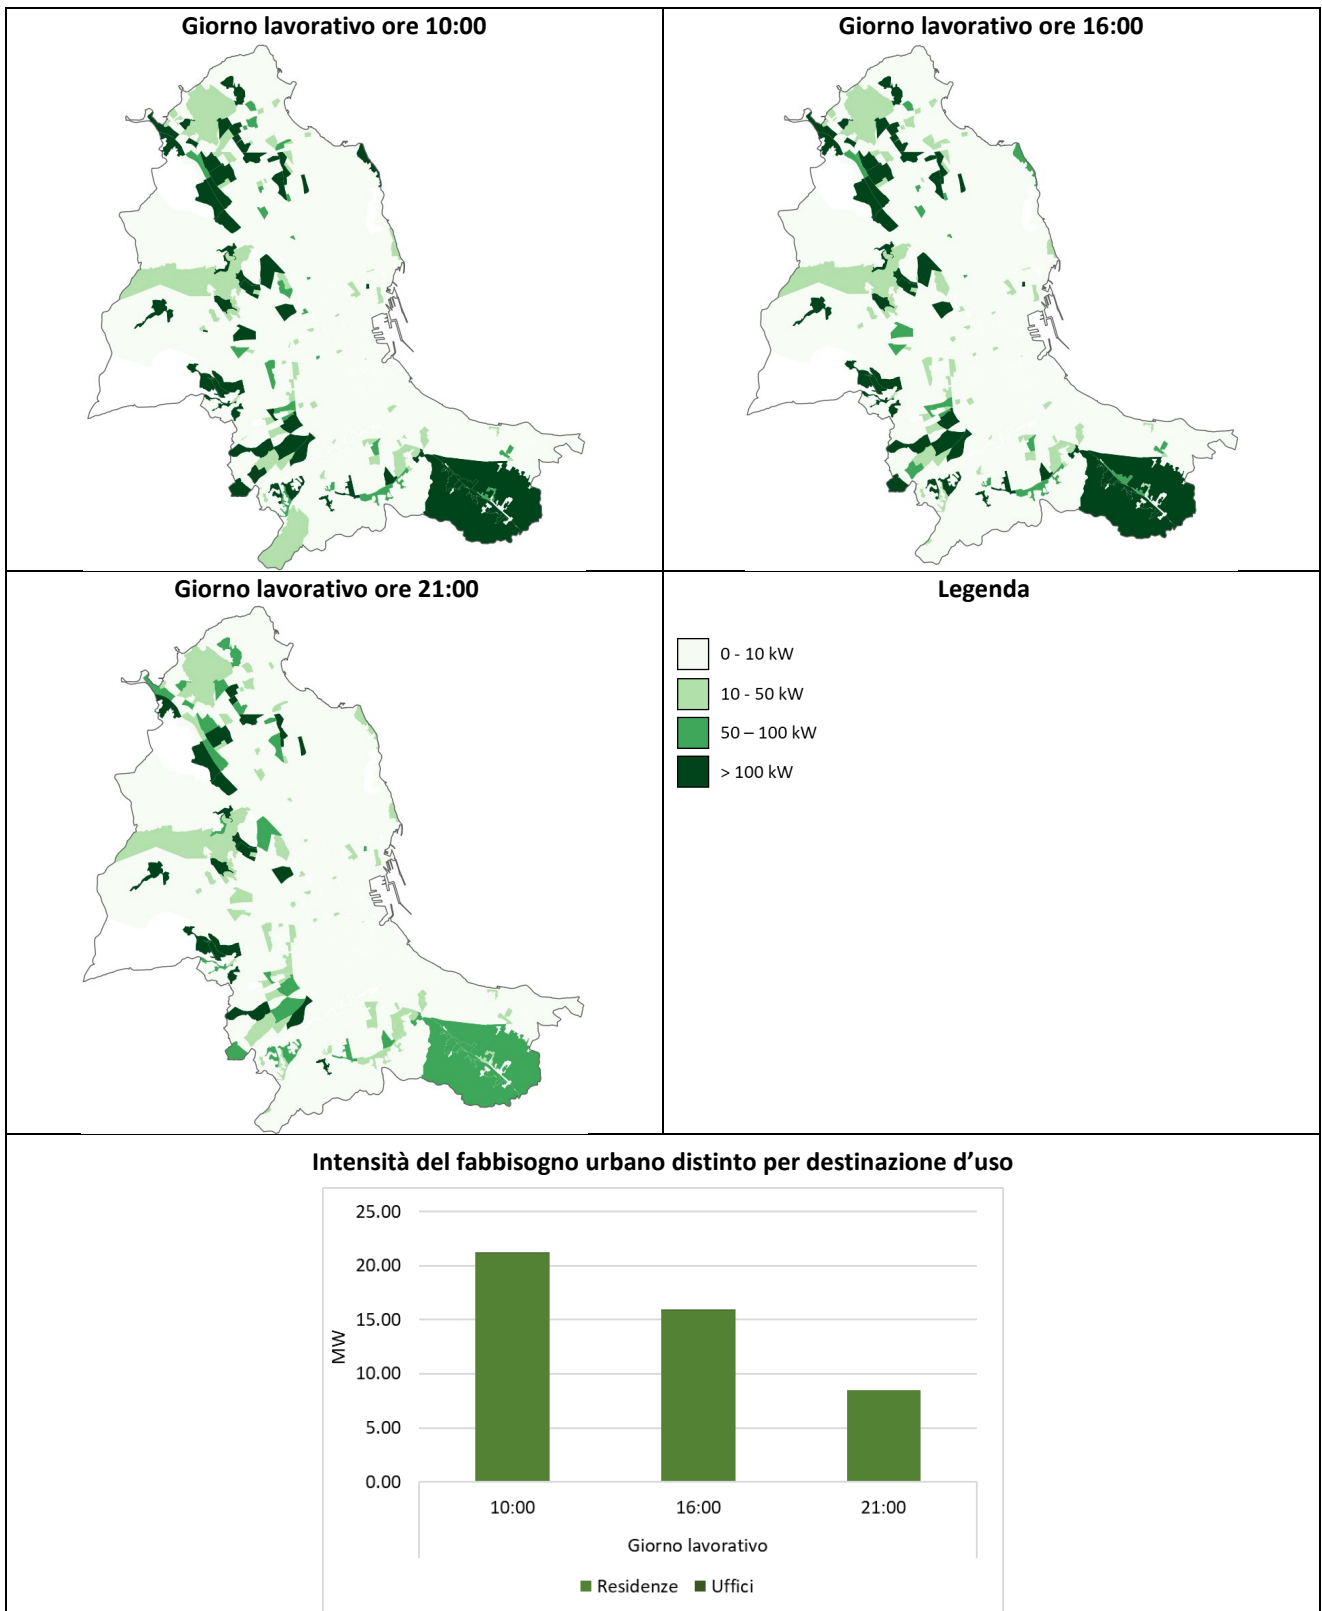 Giorno lavorativo ore 10:00
Giorno lavorativo ore 16:00
Giorno lavorativo ore 21:00
Legenda
0 - 10 kW
10 - 50 kW
50 – 100 kW
> 100 kW
Intensità del fabbisogno urbano distinto per destinazione d’uso
25.00
20.00
15.00
10.00
5.00
0.00
MW
10:00 16:00 21:00
Giorno lavorativo
Residenze Uffici